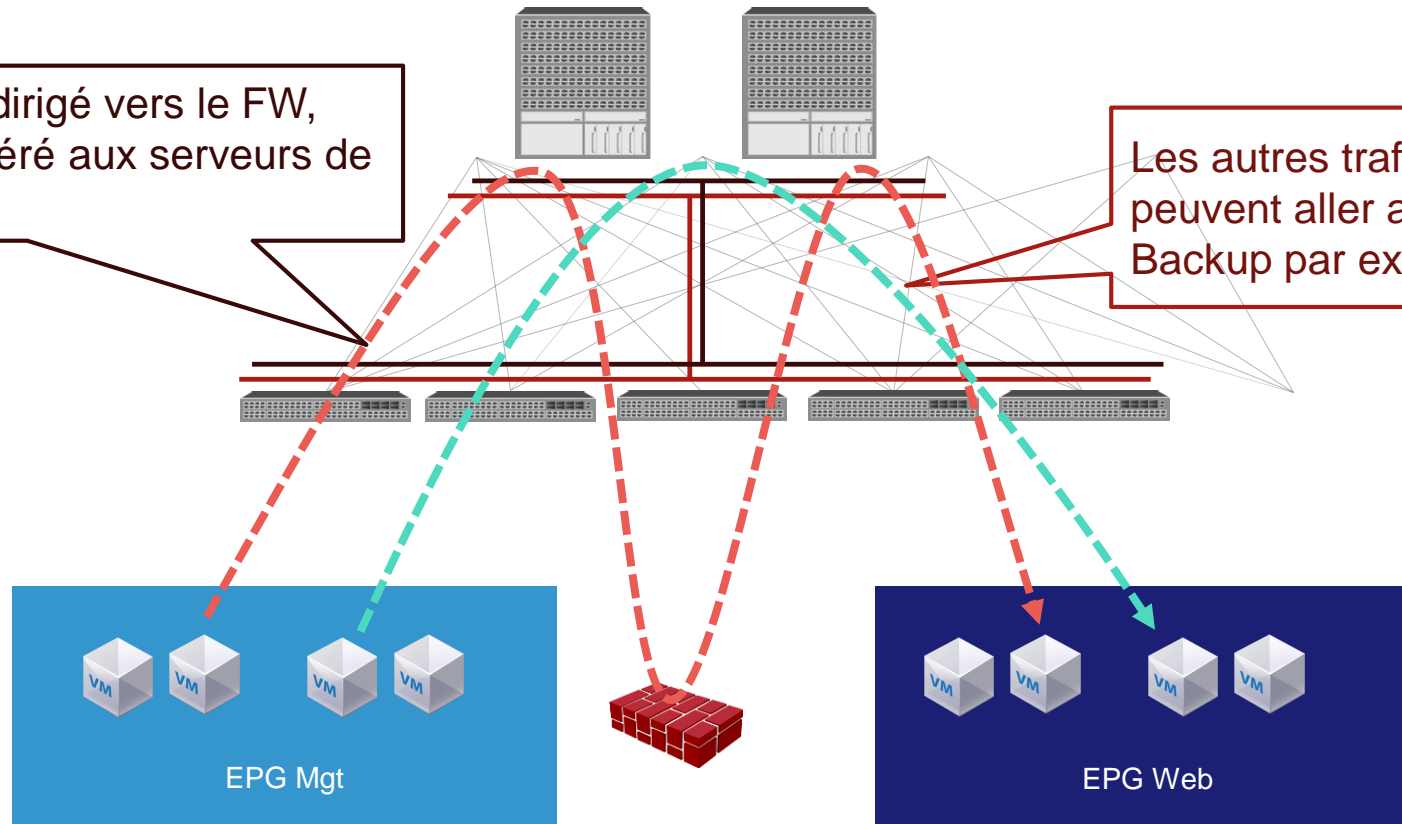 dirigé vers le FW,
éré aux serveurs de
Les autres traf
peuvent aller a
Backup par ex
VM VM VM VM
VM VM VM VM
EPG Mgt
EPG Web